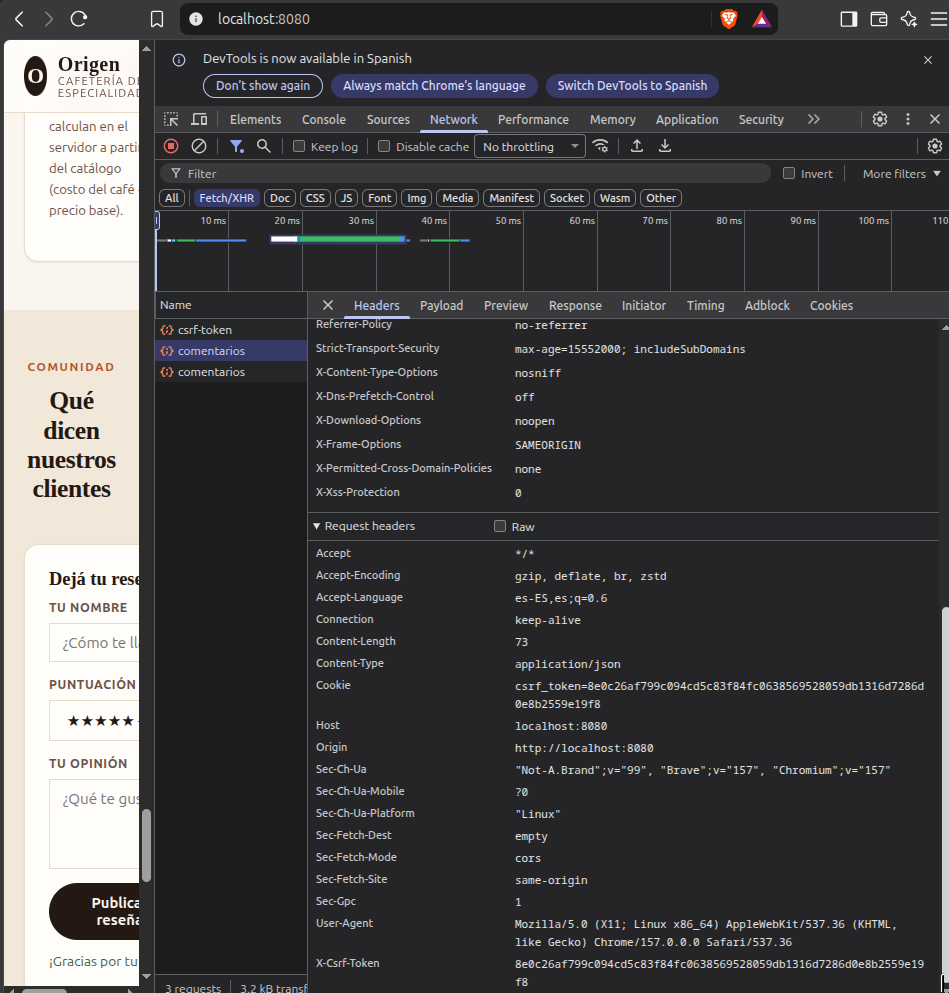 localhost:8080
O
Origen
CAFETERÍA DE
ESPECIALIDAD
calculan en el
servidor a partir
del catálogo
(costo del café
precio base).
COMUNIDAD
Qué
dicen
nuestros
clientes
Dejá tu rese
TU NOMBRE
¿Cómo te ll
PUNTUACIÓN
★★★★★
TU OPINIÓN
¿Qué te gus
Publica
reseña
¡Gracias por tu
DevTools is now available in Spanish
Don't show again
Always match Chrome's language
Switch DevTools to Spanish
Elements Console Sources Network Performance Memory Application Security
Keep log Disable cache No throttling
Filter Invert More filters
All Fetch/XHR Doc CSS JS Font Img Media Manifest Socket Wasm Other
10 ms 20 ms 30 ms 40 ms 50 ms 60 ms 70 ms 80 ms 90 ms 100 ms 110
Name
csrf-token
comentarios
comentarios
Headers Payload Preview Response Initiator Timing Adblock Cookies
Referrer-Policy no-referrer
Strict-Transport-Security max-age=15552000; includeSubDomains
X-Content-Type-Options nosniff
X-Dns-Prefetch-Control off
X-Download-Options noopen
X-Frame-Options SAMEORIGIN
X-Permitted-Cross-Domain-Policies none
X-Xss-Protection 0
Request headers Raw
Accept */*
Accept-Encoding gzip, deflate, br, zstd
Accept-Language es-ES,es;q=0.6
Connection keep-alive
Content-Length 73
Content-Type application/json
Cookie csrf_token=8e0c26af799c094cd5c83f84fc0638569528059db1316d7286d
0e8b2559e19f8
Host localhost:8080
Origin http://localhost:8080
Sec-Ch-Ua "Not-A.Brand";v="99", "Brave";v="157", "Chromium";v="157"
Sec-Ch-Ua-Mobile ?0
Sec-Ch-Ua-Platform "Linux"
Sec-Fetch-Dest empty
Sec-Fetch-Mode cors
Sec-Fetch-Site same-origin
Sec-Gpc 1
User-Agent Mozilla/5.0 (X11; Linux x86_64) AppleWebKit/537.36 (KHTML,
like Gecko) Chrome/157.0.0.0 Safari/537.36
X-Csrf-Token 8e0c26af799c094cd5c83f84fc0638569528059db1316d7286d0e8b2559e19
f8
3 requests 3.2 kB transf